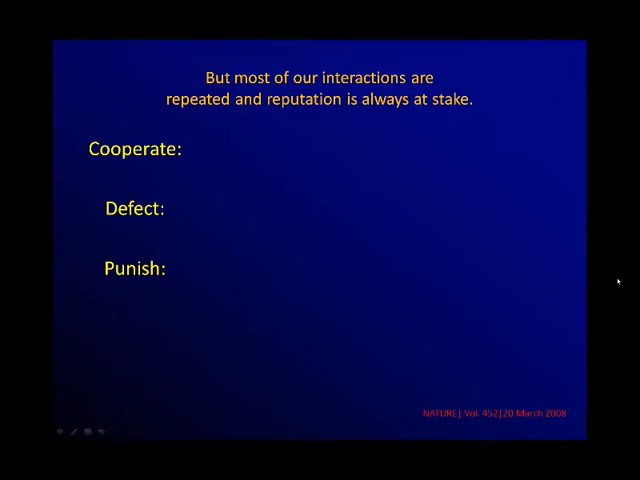 But most of our interactions are
repeated and reputation is always at stake.
Cooperate:
Defect:
Punish:
NATURE| Vol. 452|20 March 2008